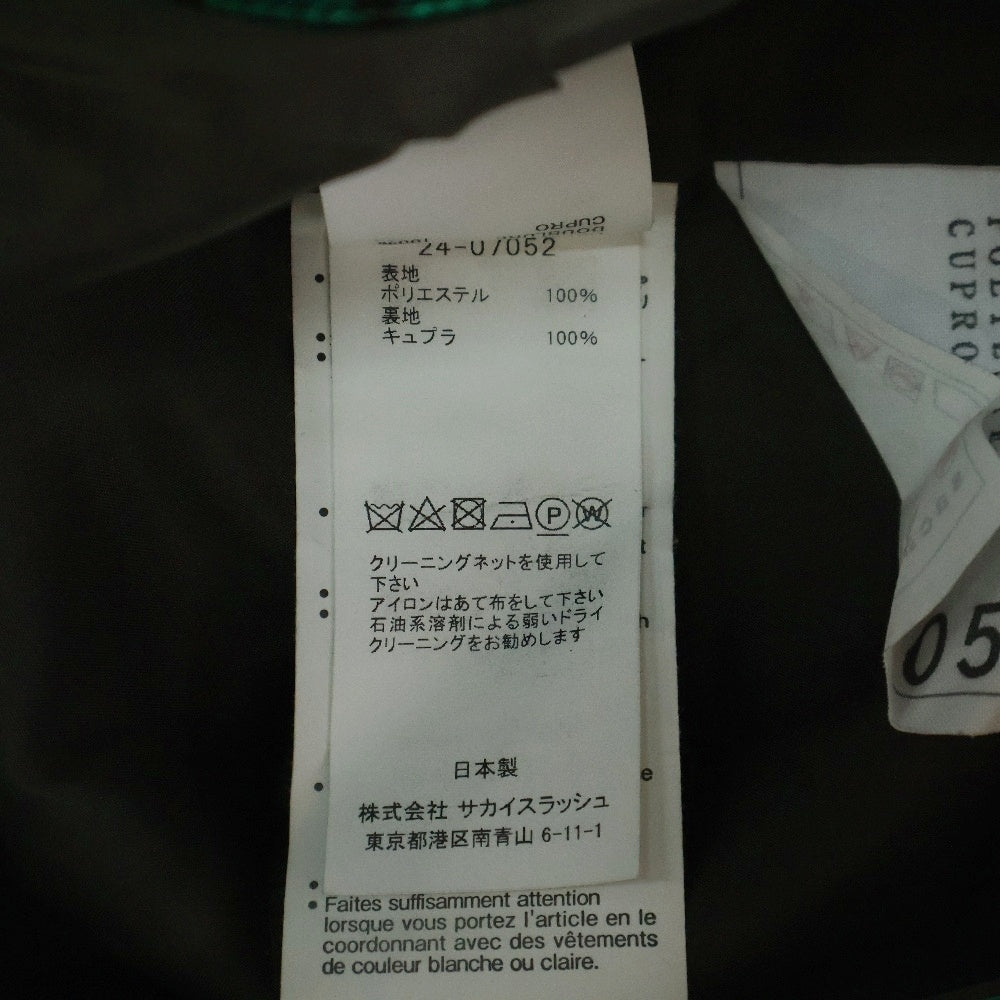 CUPRO
24-07052
表地
ポリエステル 100%
裏地
キュプラ 100%
P
W
クリーニングネットを使用して
下さい
アイロンはあて布をして下さい
石油系溶剤による弱いドライ
クリーニングをお勧めします
日本製
株式会社 サカイスラッシュ
東京都港区南青山 6-11-1
• Faites suffisamment attention
lorsque vous portez l'article en le
coordonnant avec des vêtements
de couleur blanche ou claire.
CUPRO
05